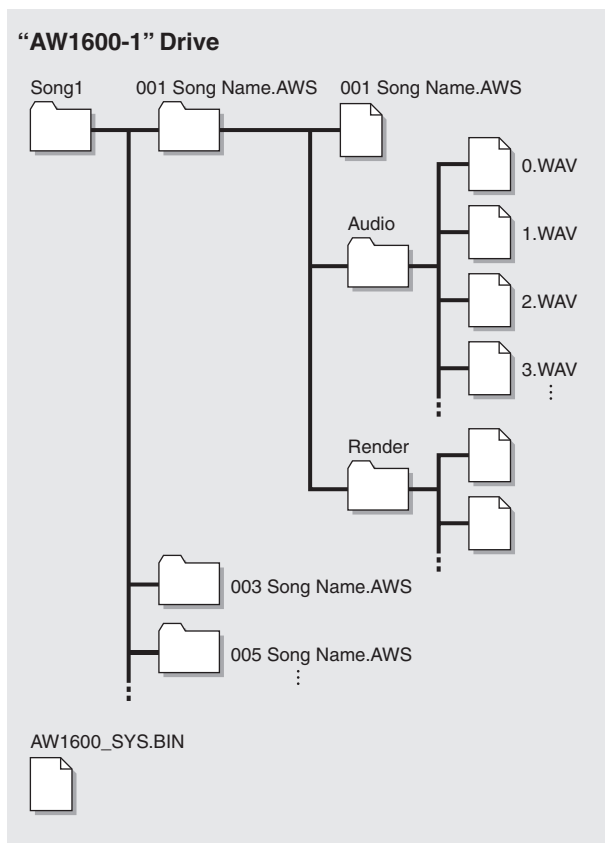 “AW1600-1” Drive
Song1
001 Song Name.AWS
001 Song Name.AWS
0.WAV
Audio
1.WAV
2.WAV
3.WAV
Render
003 Song Name.AWS
005 Song Name.AWS
AW1600_SYS.BIN